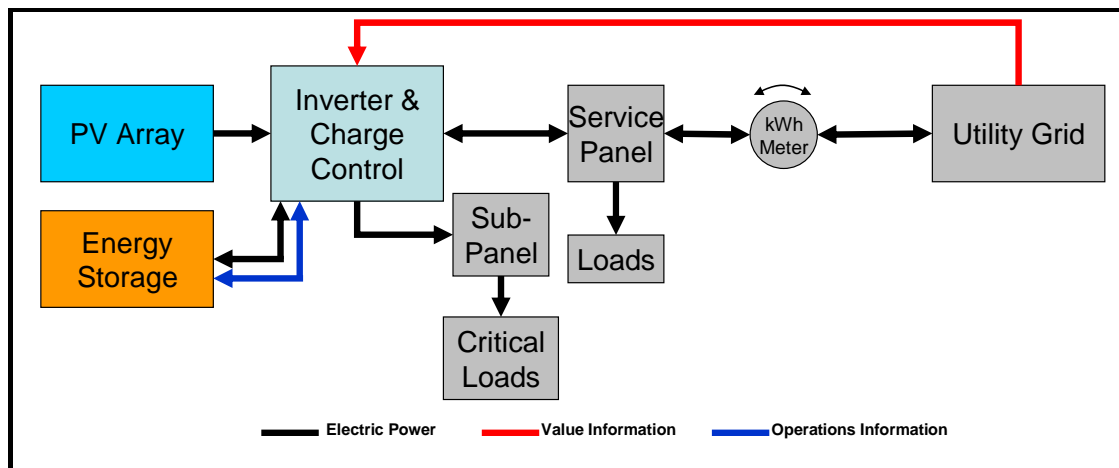 PV Array
Inverter &
Charge
Control
Service
Panel
kWh
Meter
Utility Grid
Energy
Storage
Sub-
Panel
Loads
Critical
Loads
Electric Power
Value Information
Operations Information